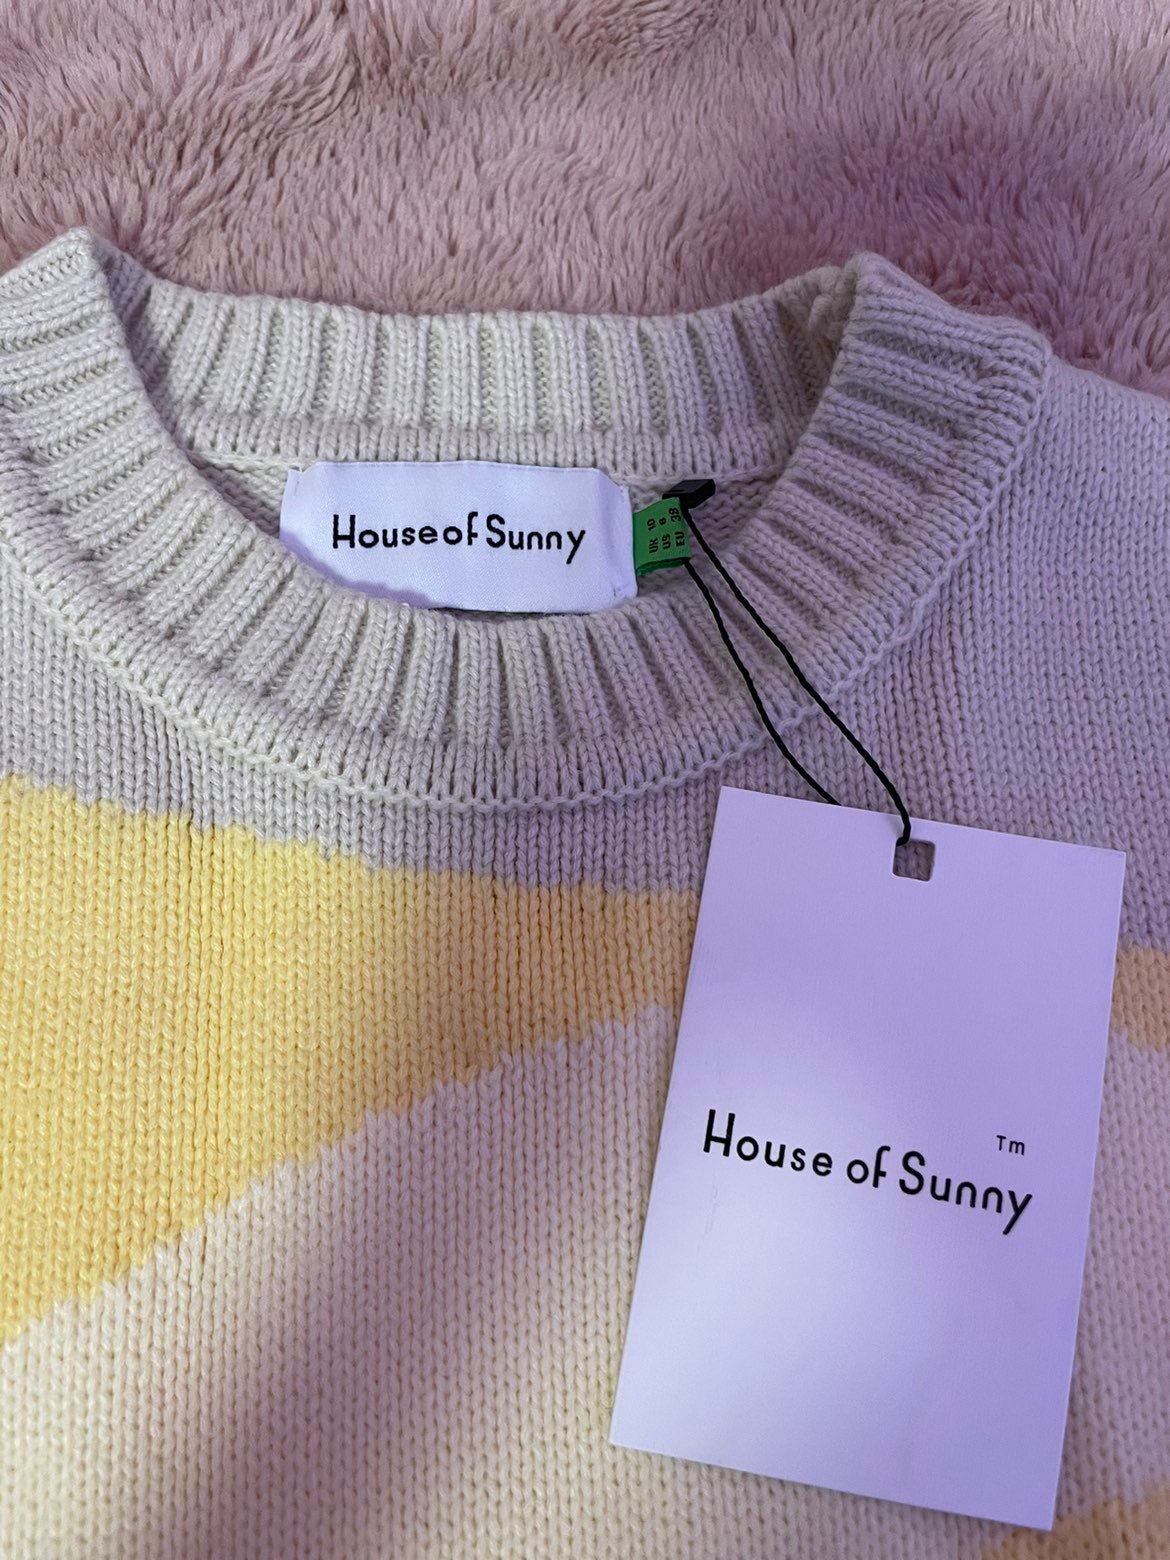 House of Sunny
UK 10
US 6
EU 38
House of Sunny Tm